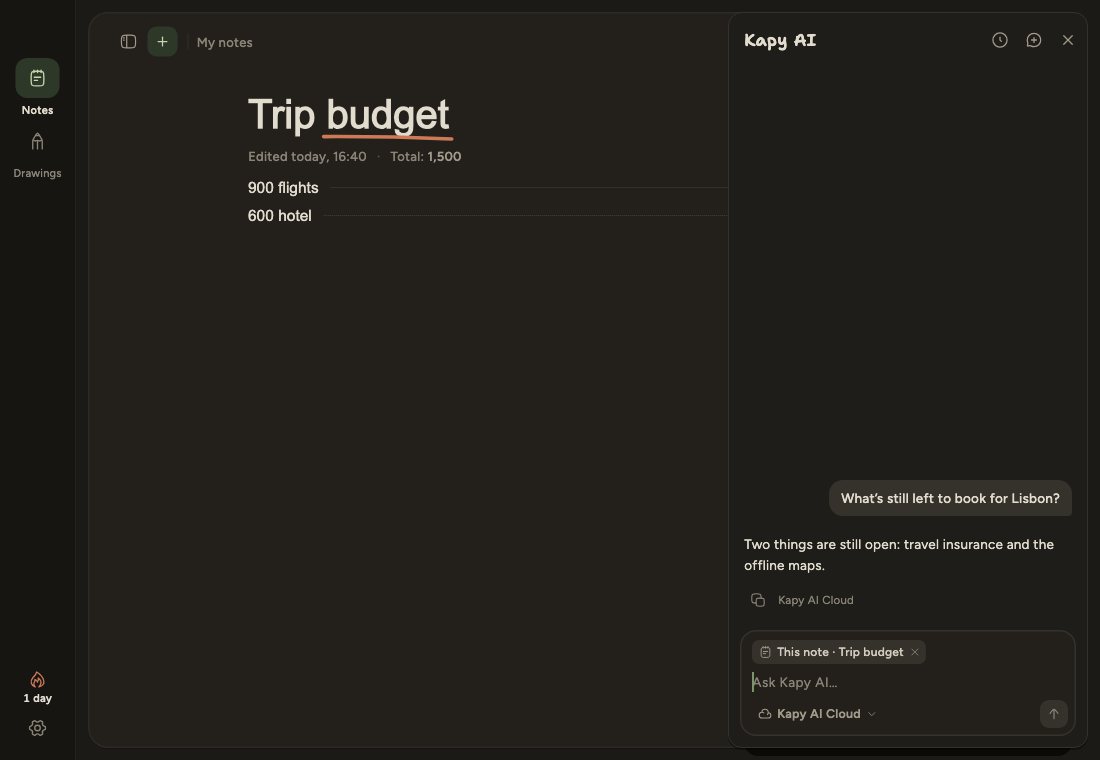 Notes
Drawings
1 day
My notes
Trip budget
Edited today, 16:40 · Total: 1,500
900 flights
600 hotel
Kapy AI
What's still left to book for Lisbon?
Two things are still open: travel insurance and the
offline maps.
Kapy AI Cloud
This note · Trip budget
Ask Kapy AI...
Kapy AI Cloud